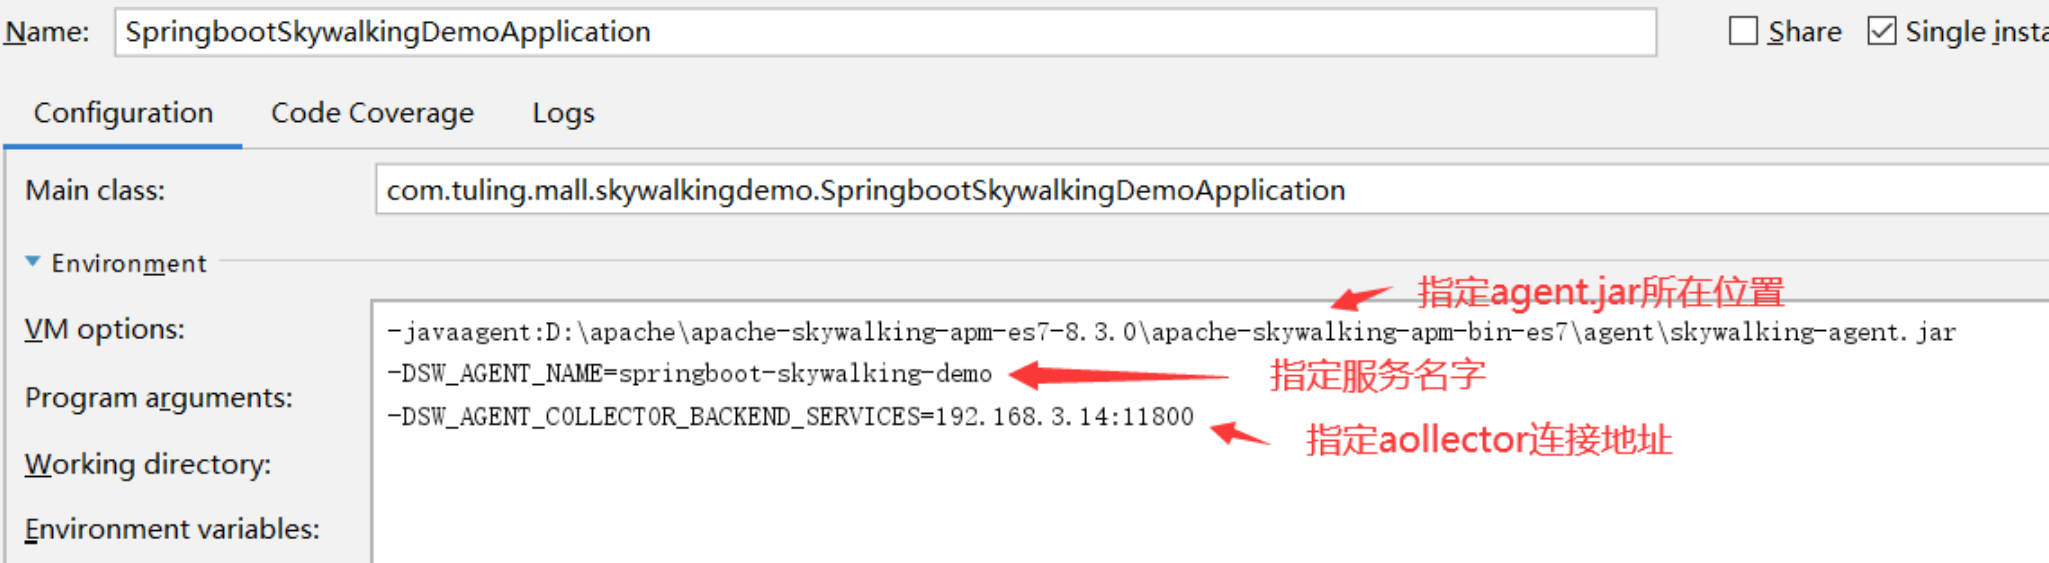 Name: SpringbootSkywalkingDemoApplication Share Single insta
Configuration Code Coverage Logs
Main class: com.tuling.mall.skywalkingdemo.SpringbootSkywalkingDemoApplication
Environment
指定agent.jar所在位置
VM options: -javaagent:D:\apache\apache-skywalking-apm-es7-8.3.0\apache-skywalking-apm-bin-es7\agent\skywalking-agent.jar
-DSW_AGENT_NAME=springboot-skywalking-demo 指定服务名字
Program arguments:
-DSW_AGENT_COLLECTOR_BACKEND_SERVICES=192.168.3.14:11800 指定aollector连接地址
Working directory:
Environment variables: